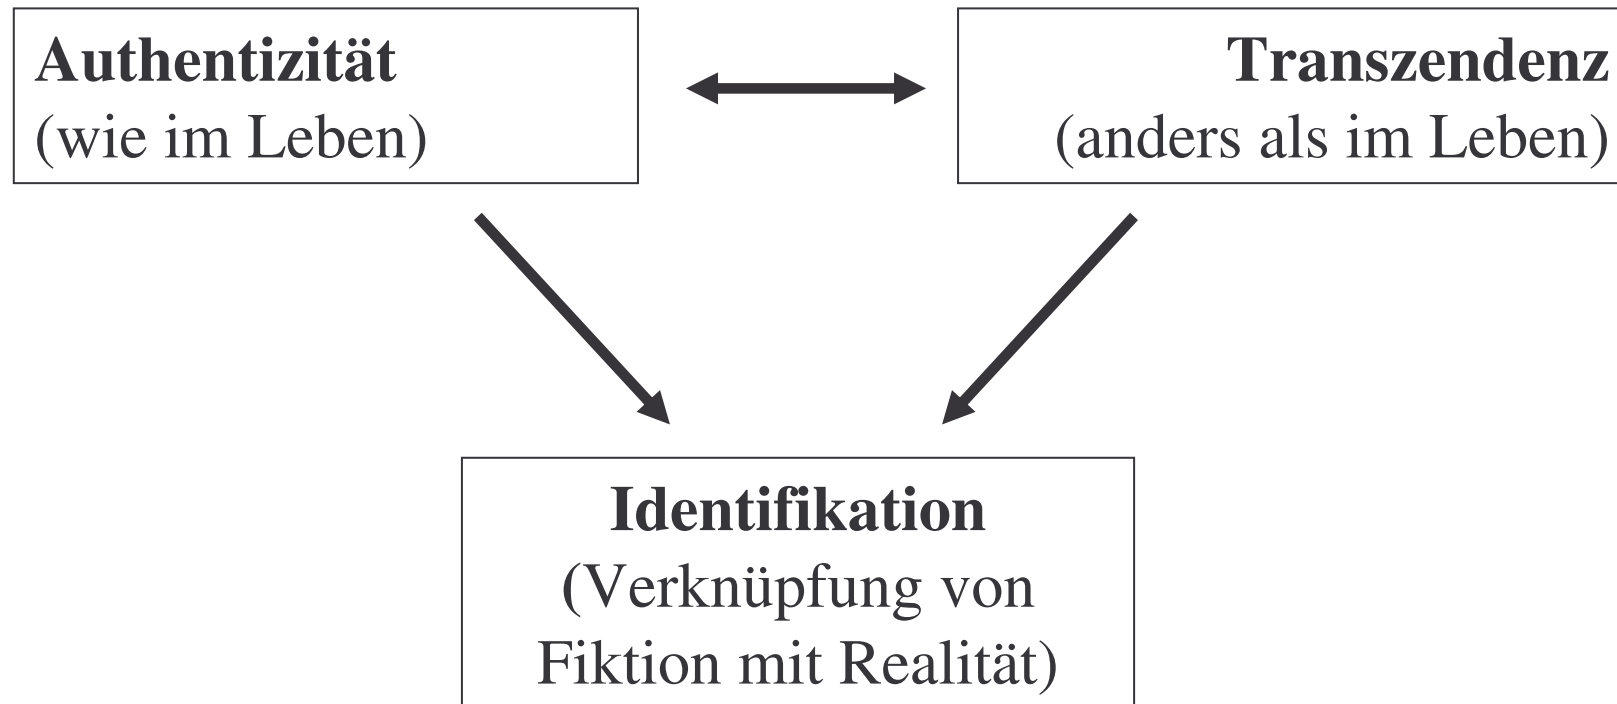 Authentizität
(wie im Leben)
Transzendenz
(anders als im Leben)
Identifikation
(Verknüpfung von
Fiktion mit Realität)